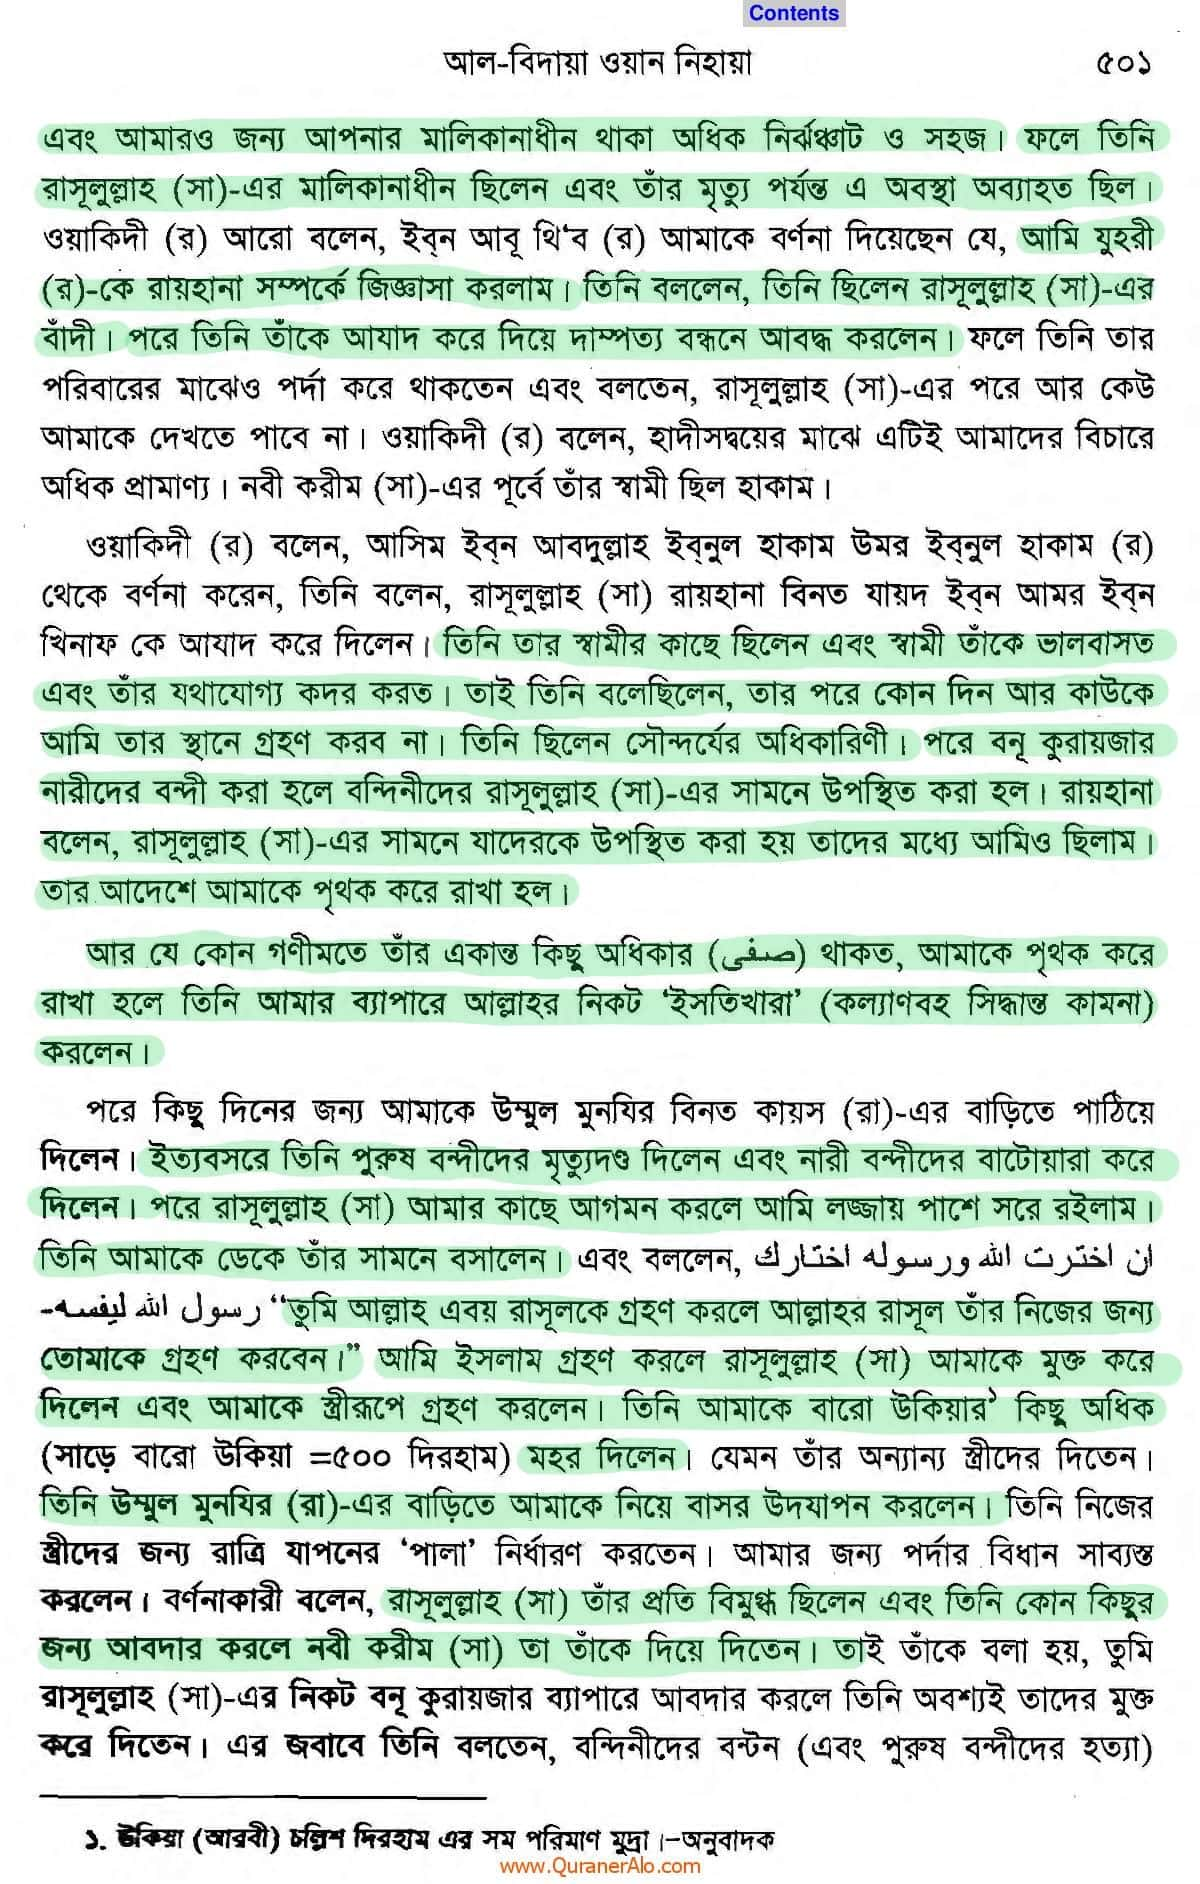 Contents
আল-বিদায়া ওয়ান নিহায়া ৫০১
এবং আমারও জন্য আপনার মালিকানাধীন থাকা অধিক নির্ঝঞ্চাট ও সহজ। ফলে তিনি
রাসূলুল্লাহ (সা)-এর মালিকানাধীন ছিলেন এবং তাঁর মৃত্যু পর্যন্ত এ অবস্থা অব্যাহত ছিল।
ওয়াকিদী (র) আরো বলেন, ইব্‌ন আবূ থি'ব (র) আমাকে বর্ণনা দিয়েছেন যে, আমি যুহরী
(র)-কে রায়হানা সম্পর্কে জিজ্ঞাসা করলাম। তিনি বললেন, তিনি ছিলেন রাসূলুল্লাহ (সা)-এর
বাঁদী। পরে তিনি তাঁকে আযাদ করে দিয়ে দাম্পত্য বন্ধনে আবদ্ধ করলেন। ফলে তিনি তার
পরিবারের মাঝেও পর্দা করে থাকতেন এবং বলতেন, রাসূলুল্লাহ (সা)-এর পরে আর কেউ
আমাকে দেখতে পাবে না। ওয়াকিদী (র) বলেন, হাদীসদ্বয়ের মাঝে এটিই আমাদের বিচারে
অধিক প্রামাণ্য। নবী করীম (সা)-এর পূর্বে তাঁর স্বামী ছিল হাকাম।
ওয়াকিদী (র) বলেন, আসিম ইব্‌ন আবদুল্লাহ ইব্‌নুল হাকাম উমর ইব্‌নুল হাকাম (র)
থেকে বর্ণনা করেন, তিনি বলেন, রাসূলুল্লাহ (সা) রায়হানা বিনত যায়দ ইব্‌ন আমর ইব্‌ন
খিনাফ কে আযাদ করে দিলেন। তিনি তার স্বামীর কাছে ছিলেন এবং স্বামী তাঁকে ভালবাসত
এবং তাঁর যথাযোগ্য কদর করত। তাই তিনি বলেছিলেন, তার পরে কোন দিন আর কাউকে
আমি তার স্থানে গ্রহণ করব না। তিনি ছিলেন সৌন্দর্যের অধিকারিণী। পরে বনূ কুরায়জার
নারীদের বন্দী করা হলে বন্দিনীদের রাসূলুল্লাহ (সা)-এর সামনে উপস্থিত করা হল। রায়হানা
বলেন, রাসূলুল্লাহ (সা)-এর সামনে যাদেরকে উপস্থিত করা হয় তাদের মধ্যে আমিও ছিলাম।
তার আদেশে আমাকে পৃথক করে রাখা হল।
আর যে কোন গণীমতে তাঁর একান্ত কিছু অধিকার (صفى) থাকত, আমাকে পৃথক করে
রাখা হলে তিনি আমার ব্যাপারে আল্লাহর নিকট ‘ইসতিখারা’ (কল্যাণবহ সিদ্ধান্ত কামনা)
করলেন।
পরে কিছু দিনের জন্য আমাকে উম্মুল মুনযির বিনত কায়স (রা)-এর বাড়িতে পাঠিয়ে
দিলেন। ইত্যবসরে তিনি পুরুষ বন্দীদের মৃত্যুদণ্ড দিলেন এবং নারী বন্দীদের বাটোয়ারা করে
দিলেন। পরে রাসূলুল্লাহ (সা) আমার কাছে আগমন করলে আমি লজ্জায় পাশে সরে রইলাম।
তিনি আমাকে ডেকে তাঁর সামনে বসালেন। এবং বললেন, ان اخترت الله ورسوله اختارك
رسول الله ليفسه- “তুমি আল্লাহ এবয় রাসূলকে গ্রহণ করলে আল্লাহর রাসূল তাঁর নিজের জন্য
তোমাকে গ্রহণ করবেন।” আমি ইসলাম গ্রহণ করলে রাসূলুল্লাহ (সা) আমাকে মুক্ত করে
দিলেন এবং আমাকে স্ত্রীরূপে গ্রহণ করলেন। তিনি আমাকে বারো উকিয়ার¹ কিছু অধিক
(সাড়ে বারো উকিয়া =৫০০ দিরহাম) মহর দিলেন। যেমন তাঁর অন্যান্য স্ত্রীদের দিতেন।
তিনি উম্মুল মুনযির (রা)-এর বাড়িতে আমাকে নিয়ে বাসর উদযাপন করলেন। তিনি নিজের
স্ত্রীদের জন্য রাত্রি যাপনের ‘পালা’ নির্ধারণ করতেন। আমার জন্য পর্দার বিধান সাব্যস্ত
করলেন। বর্ণনাকারী বলেন, রাসূলুল্লাহ (সা) তাঁর প্রতি বিমুগ্ধ ছিলেন এবং তিনি কোন কিছুর
জন্য আবদার করলে নবী করীম (সা) তা তাঁকে দিয়ে দিতেন। তাই তাঁকে বলা হয়, তুমি
রাসূলুল্লাহ (সা)-এর নিকট বনূ কুরায়জার ব্যাপারে আবদার করলে তিনি অবশ্যই তাদের মুক্ত
করে দিতেন। এর জবাবে তিনি বলতেন, বন্দিনীদের বন্টন (এবং পুরুষ বন্দীদের হত্যা)
১. উকিয়া (আরবী) চল্লিশ দিরহাম এর সম পরিমাণ মুদ্রা।-অনুবাদক
www.QuranerAlo.com